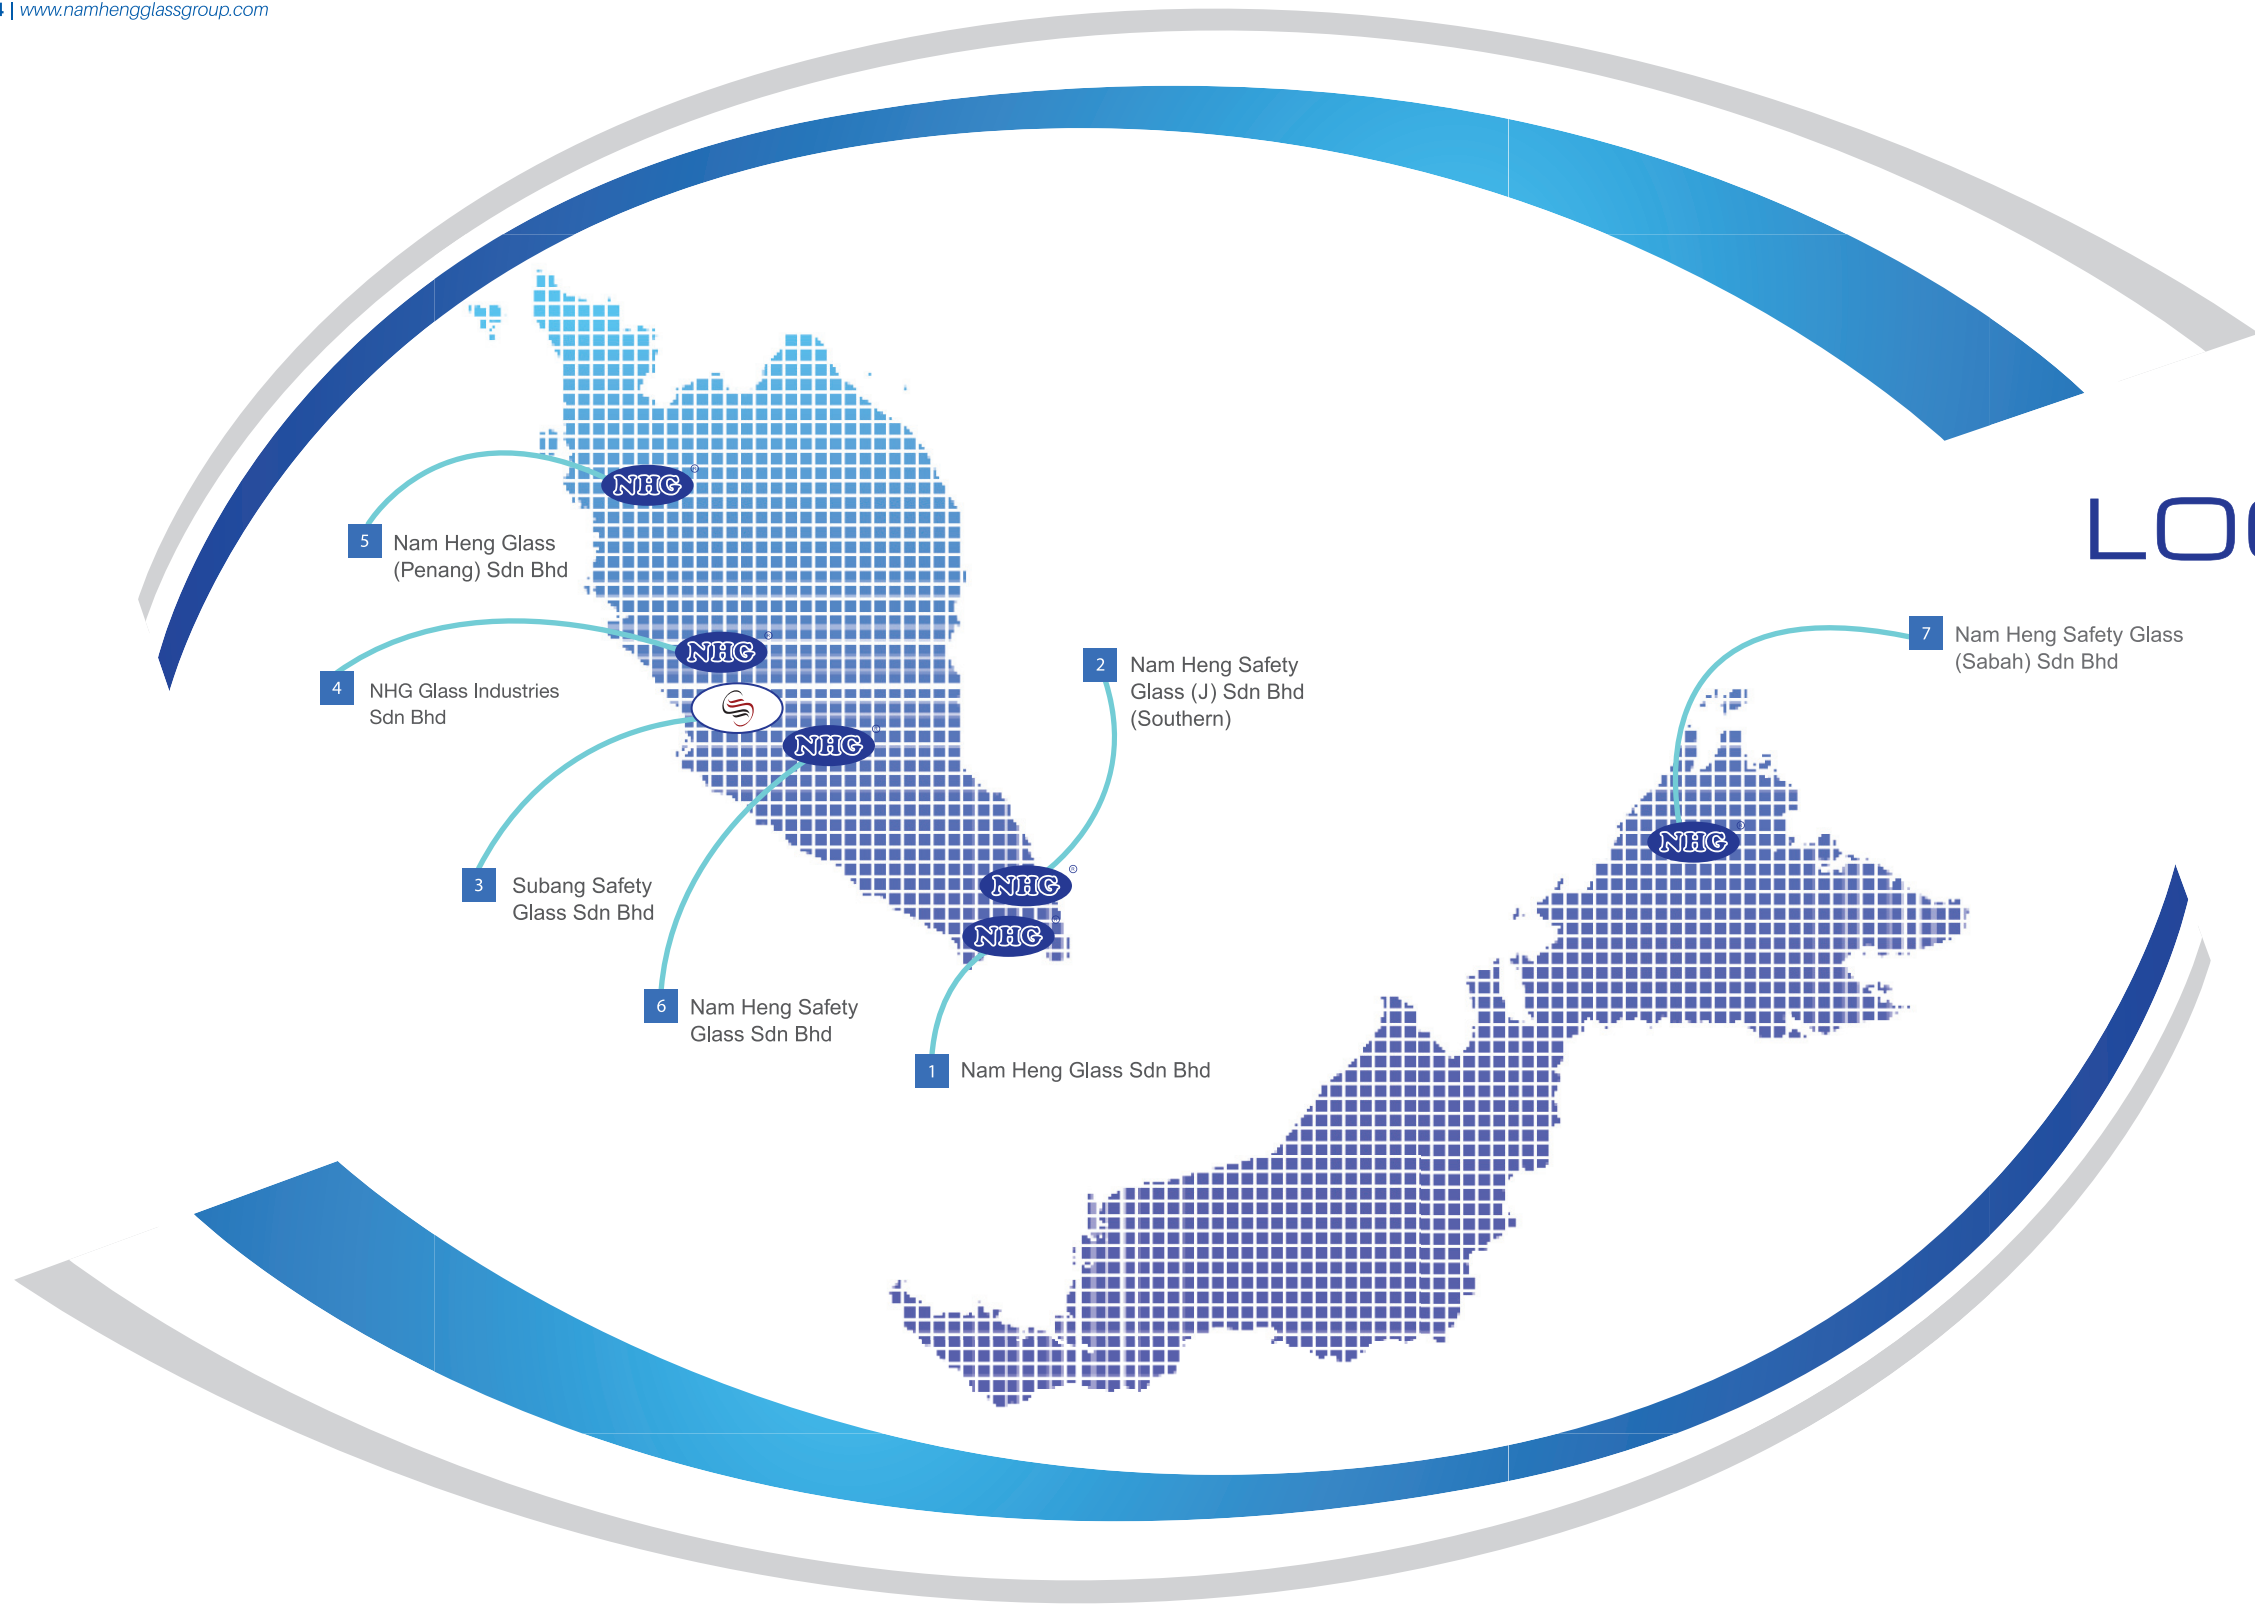 4 | www.namhengglassgroup.com
LOC
NHG
5
Nam Heng Glass
(Penang) Sdn Bhd
NHG
4
NHG Glass Industries
Sdn Bhd
2
Nam Heng Safety
Glass (J) Sdn Bhd
(Southern)
7
Nam Heng Safety Glass
(Sabah) Sdn Bhd
NHG
NHG
3
Subang Safety
Glass Sdn Bhd
NHG
NHG
6
Nam Heng Safety
Glass Sdn Bhd
1
Nam Heng Glass Sdn Bhd